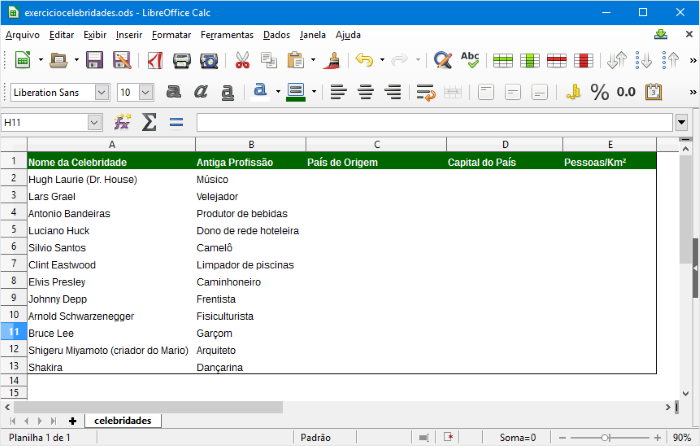 exerciciocelebridades.ods - LibreOffice Calc
Arquivo Editar Exibir Inserir Formatar Ferramentas Dados Janela Ajuda
Abc
Liberation Sans 10 a a a a % 0.0
H11
A B C D E
1 Nome da Celebridade Antiga Profissão País de Origem Capital do País Pessoas/Km²
2 Hugh Laurie (Dr. House) Músico
3 Lars Grael Velejador
4 Antonio Bandeiras Produtor de bebidas
5 Luciano Huck Dono de rede hoteleira
6 Silvio Santos Camelô
7 Clint Eastwood Limpador de piscinas
8 Elvis Presley Caminhoneiro
9 Johnny Depp Frentista
10 Arnold Schwarzenegger Fisiculturista
11 Bruce Lee Garçom
12 Shigeru Miyamoto (criador do Mario) Arquiteto
13 Shakira Dançarina
14
15
celebridades
Planilha 1 de 1 Padrão Soma=0 90%